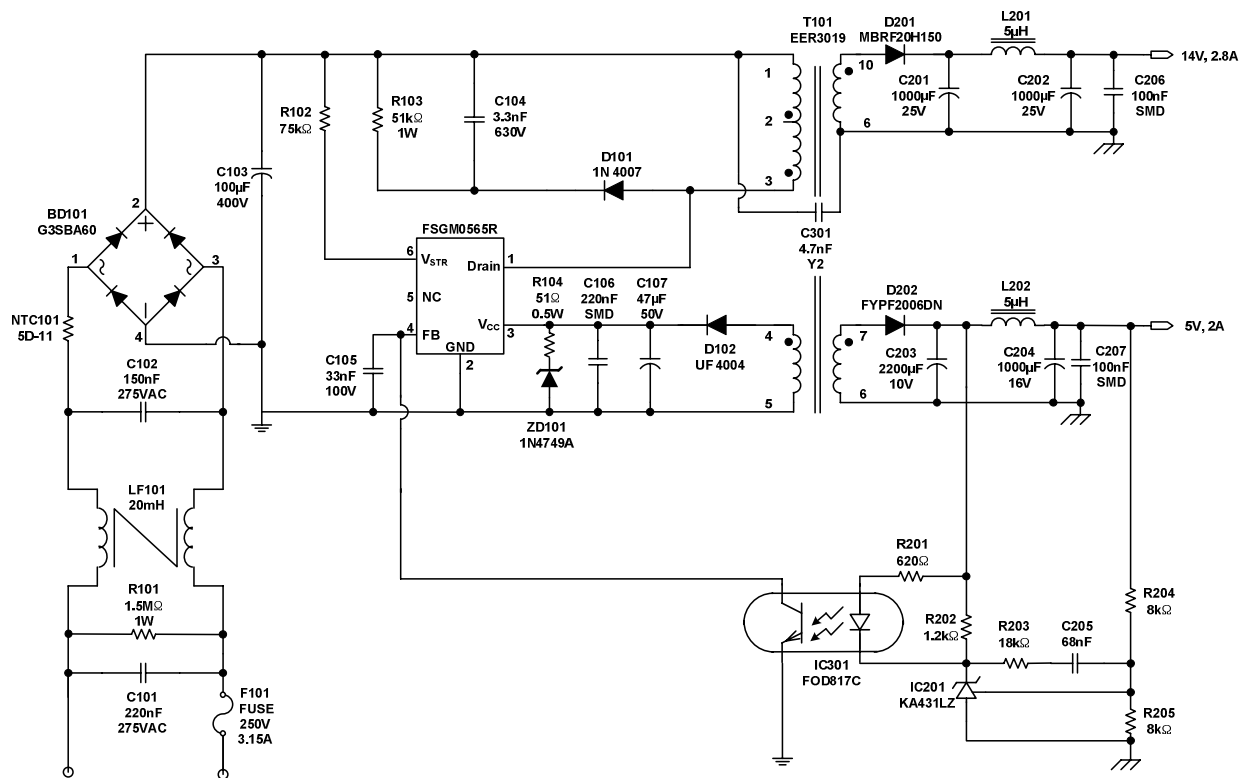 T101
EER3019
D201
MBRF20H150
L201
5µH
14V, 2.8A
1
10
R102
75kΩ
R103
51kΩ
1W
C104
3.3nF
630V
C201
1000µF
25V
C202
1000µF
25V
C206
100nF
SMD
2
6
D101
1N 4007
3
C103
100µF
400V
2
BD101
G3SBA60
C301
4.7nF
Y2
FSGM0565R
6
VSTR
1
Drain
1
3
5
NC
R104
51Ω
0.5W
C106
220nF
SMD
C107
47µF
50V
D202
FYPF2006DN
L202
5µH
5V, 2A
NTC101
5D-11
4
4
FB
VCC
3
GND
2
4
7
D102
UF 4004
C102
150nF
275VAC
C105
33nF
100V
C203
2200µF
10V
C204
1000µF
16V
C207
100nF
SMD
5
6
ZD101
1N4749A
LF101
20mH
R201
620Ω
R101
1.5MΩ
1W
R204
8kΩ
R202
1.2kΩ
R203
18kΩ
C205
68nF
IC301
FOD817C
IC201
KA431LZ
C101
220nF
275VAC
F101
FUSE
250V
3.15A
R205
8kΩ